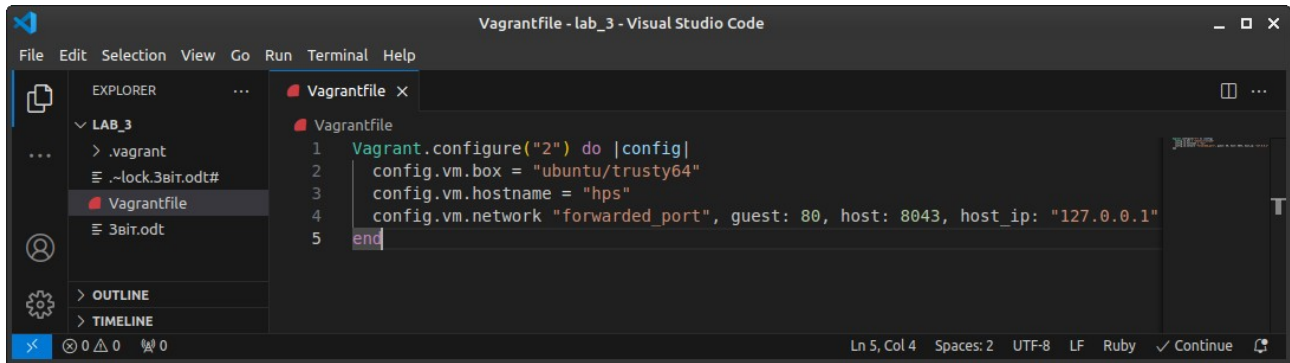 Vagrantfile - lab_3 - Visual Studio Code
File Edit Selection View Go Run Terminal Help
EXPLORER
LAB_3
.vagrant
.~lock.Звіт.odt#
Vagrantfile
Звіт.odt
OUTLINE
TIMELINE
Vagrantfile
Vagrantfile
1 Vagrant.configure("2") do |config|
2   config.vm.box = "ubuntu/trusty64"
3   config.vm.hostname = "hps"
4   config.vm.network "forwarded_port", guest: 80, host: 8043, host_ip: "127.0.0.1"
5 end
0 0 0 Ln 5, Col 4 Spaces: 2 UTF-8 LF Ruby Continue